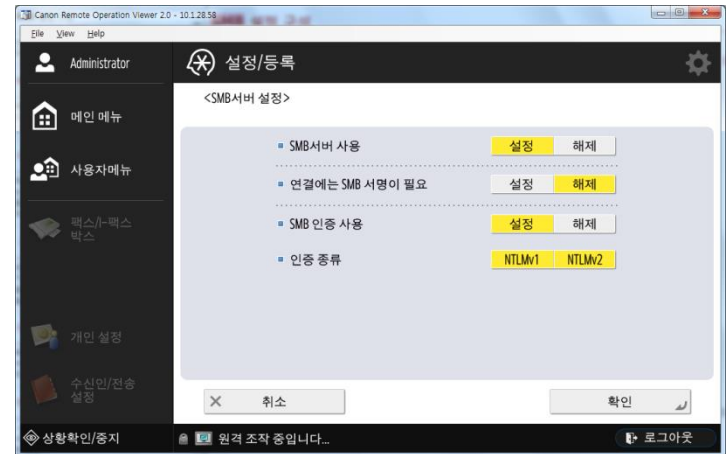 Canon Remote Operation Viewer 2.0 - 10.1.28.58
File View Help
Administrator
설정/등록
<SMB서버 설정>
메인 메뉴
사용자메뉴
팩스/I-팩스
박스
개인 설정
수신인/전송
설정
SMB서버 사용 설정 해제
연결에는 SMB 서명이 필요 설정 해제
SMB 인증 사용 설정 해제
인증 종류 NTLMv1 NTLMv2
취소 확인
상황확인/중지 원격 조작 중입니다... 로그아웃